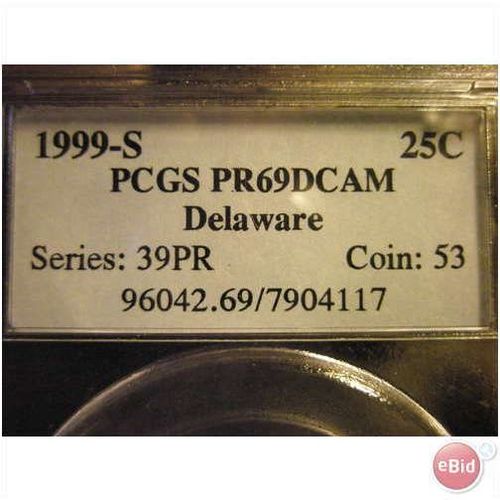 1999-S 25C
PCGS PR69DCAM
Delaware
Series: 39PR Coin: 53
96042.69/7904117
eBid